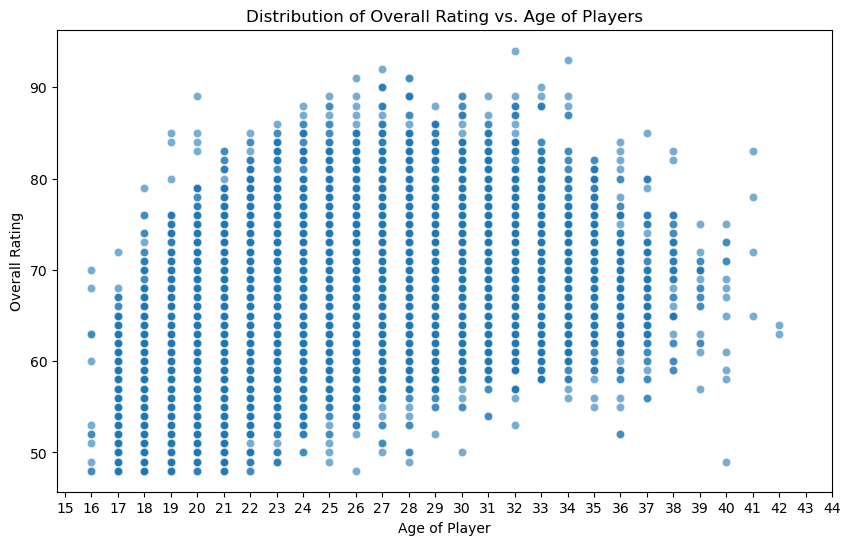 Distribution of Overall Rating vs. Age of Players
90
80
70
60
50
Overall Rating
15 16 17 18 19 20 21 22 23 24 25 26 27 28 29 30 31 32 33 34 35 36 37 38 39 40 41 42 43 44
Age of Player